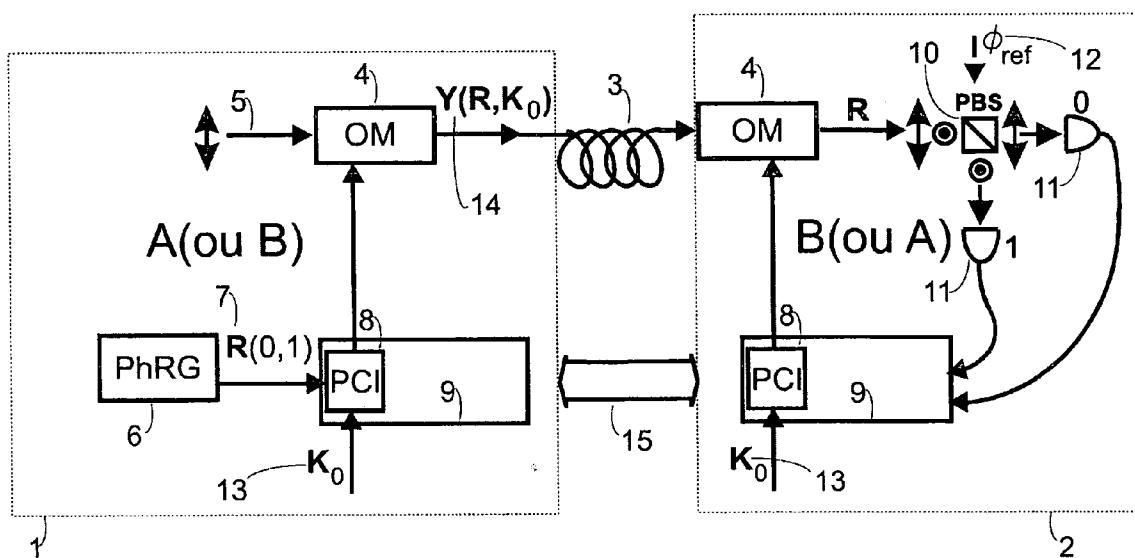 4
5
OM
Y(R,K₀)
14
3
A(ou B)
7
R(0,1)
8
PhRG
6
PCI
9
13
K₀
1
15
4
OM
R
10
ϕref
12
PBS
0
11
B(ou A)
1
11
8
PCI
9
K₀
13
2